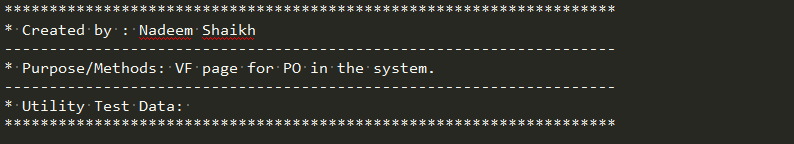 ********************************************************************
* Created by : Nadeem Shaikh
--------------------------------------------------------------------
* Purpose/Methods: VF page for PO in the system.
--------------------------------------------------------------------
* Utility Test Data: 
********************************************************************